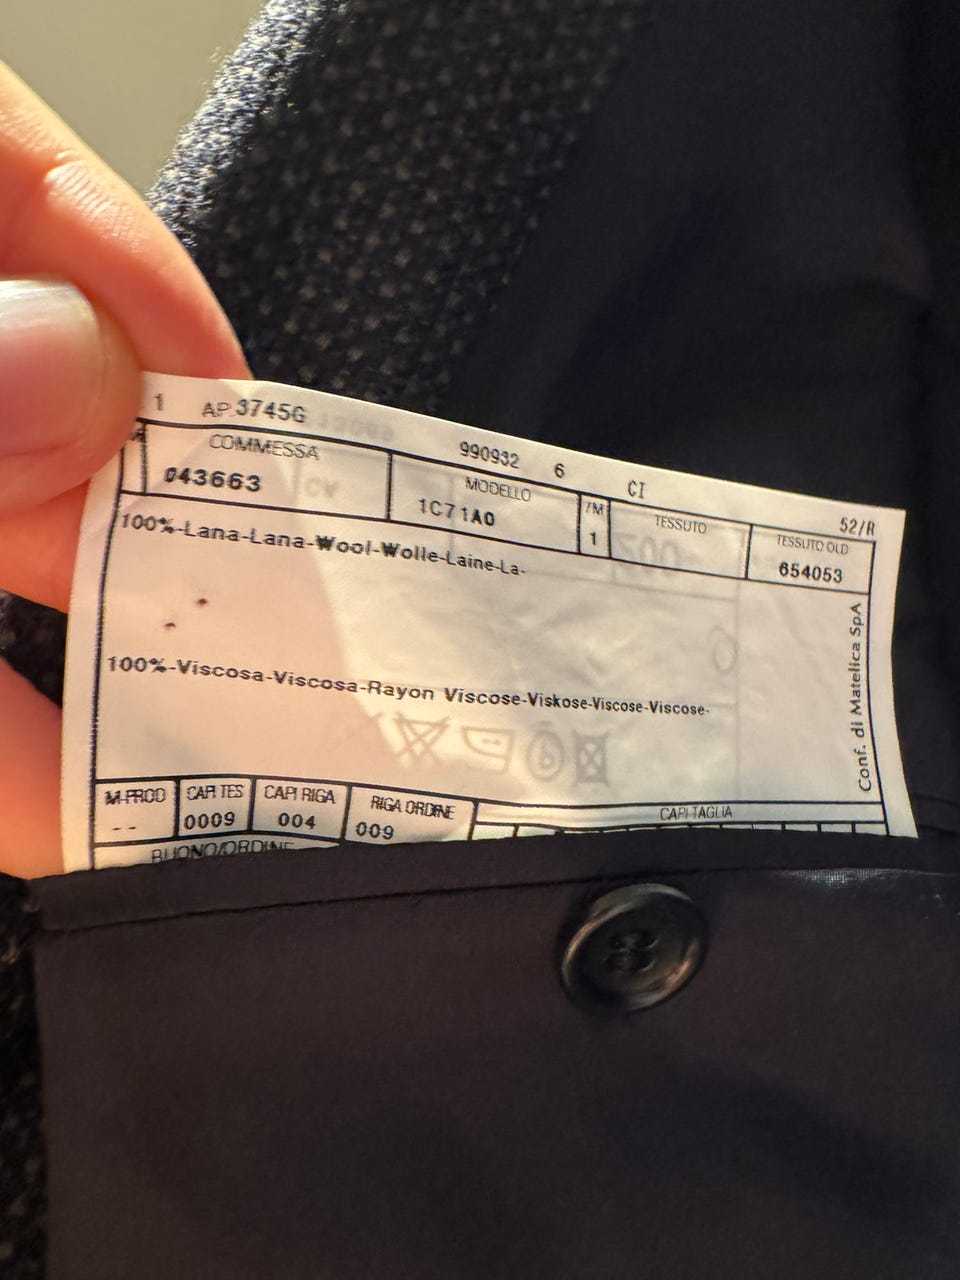 1 AP 3745G 990932 6 CI 52/R
COMMESSA MODELLO /M TESSUTO TESSUTO OLD
043663 1C71A0 1 654053
100%-Lana-Lana-Wool-Wolle-Laine-La-
100%-Viscosa-Viscosa-Rayon Viscose-Viskose-Viscose-Viscose-
Conf. di Matelica SpA
M-PROD CAPI TES CAPI RIGA RIGA ORDINE CAPI TAGLIA
-- 0009 004 009
BUONO/ORDINE